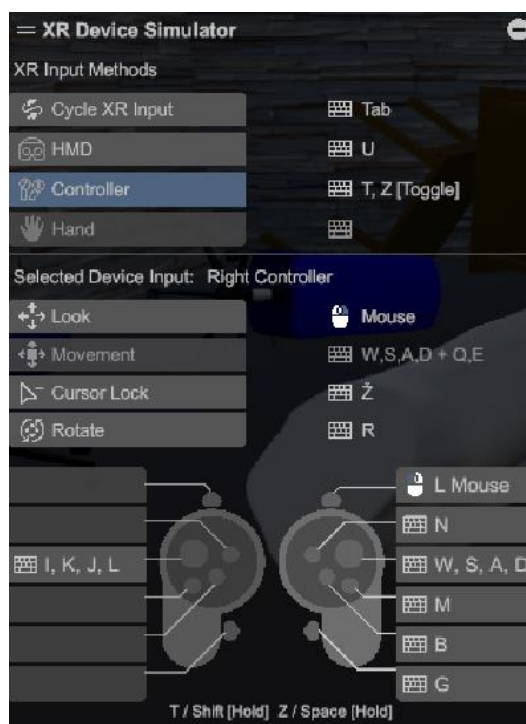 XR Device Simulator
XR Input Methods
Cycle XR Input Tab
HMD U
Controller T, Z [Toggle]
Hand
Selected Device Input: Right Controller
Look Mouse
Movement W,S,A,D + Q,E
Cursor Lock Ž
Rotate R
L Mouse
N
I, K, J, L W, S, A, D
M
B
G
T / Shift [Hold] Z / Space [Hold]